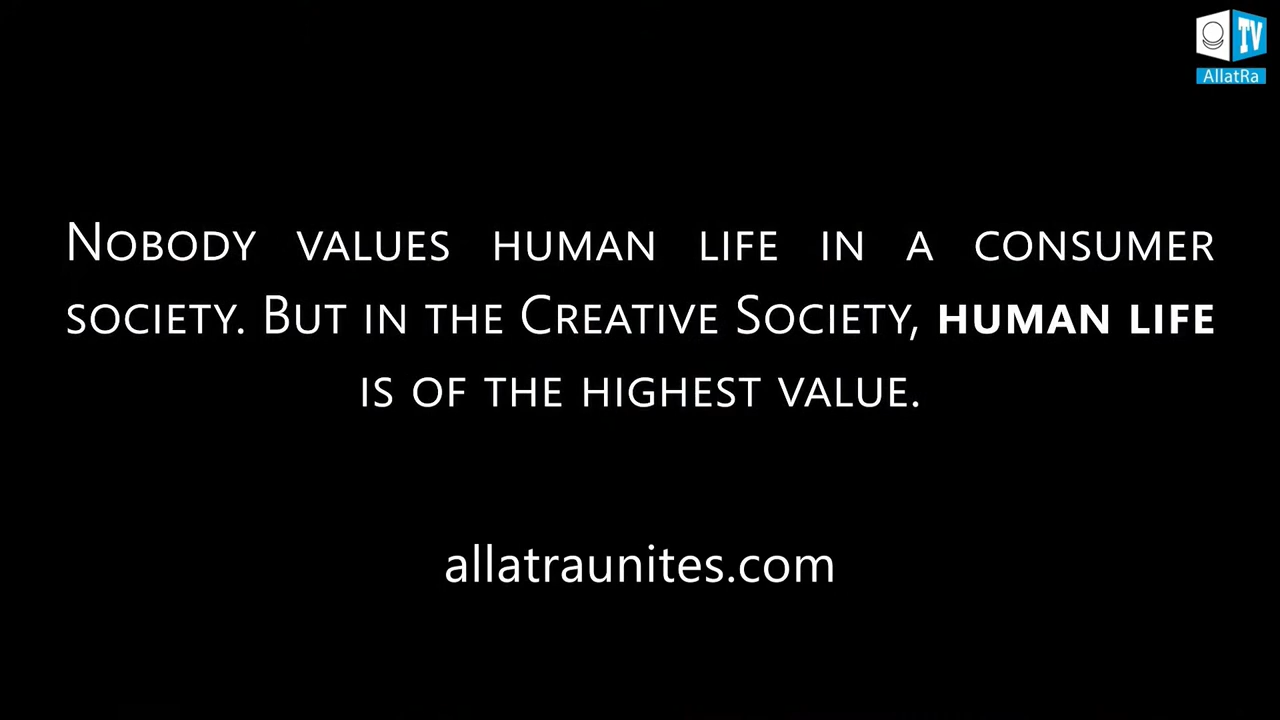 TV
AllatRa
Nobody values human life in a consumer
society. But in the Creative Society, human life
is of the highest value.
allatraunites.com